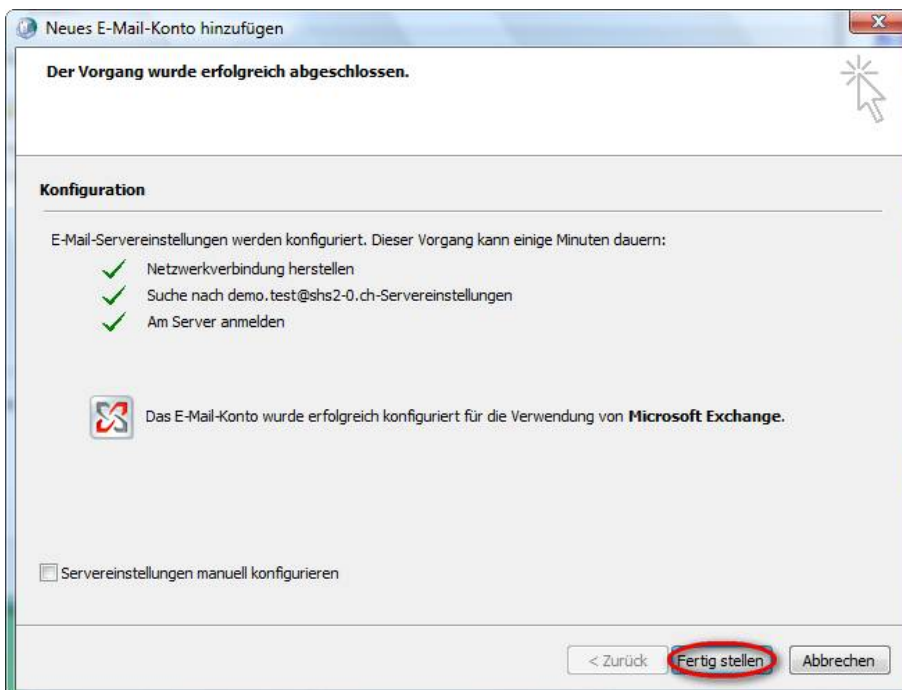 Neues E-Mail-Konto hinzufügen
Der Vorgang wurde erfolgreich abgeschlossen.
Konfiguration
E-Mail-Servereinstellungen werden konfiguriert. Dieser Vorgang kann einige Minuten dauern:
Netzwerkverbindung herstellen
Suche nach demo.test@shs2-0.ch-Servereinstellungen
Am Server anmelden
Das E-Mail-Konto wurde erfolgreich konfiguriert für die Verwendung von Microsoft Exchange.
Servereinstellungen manuell konfigurieren
< Zurück Fertig stellen Abbrechen